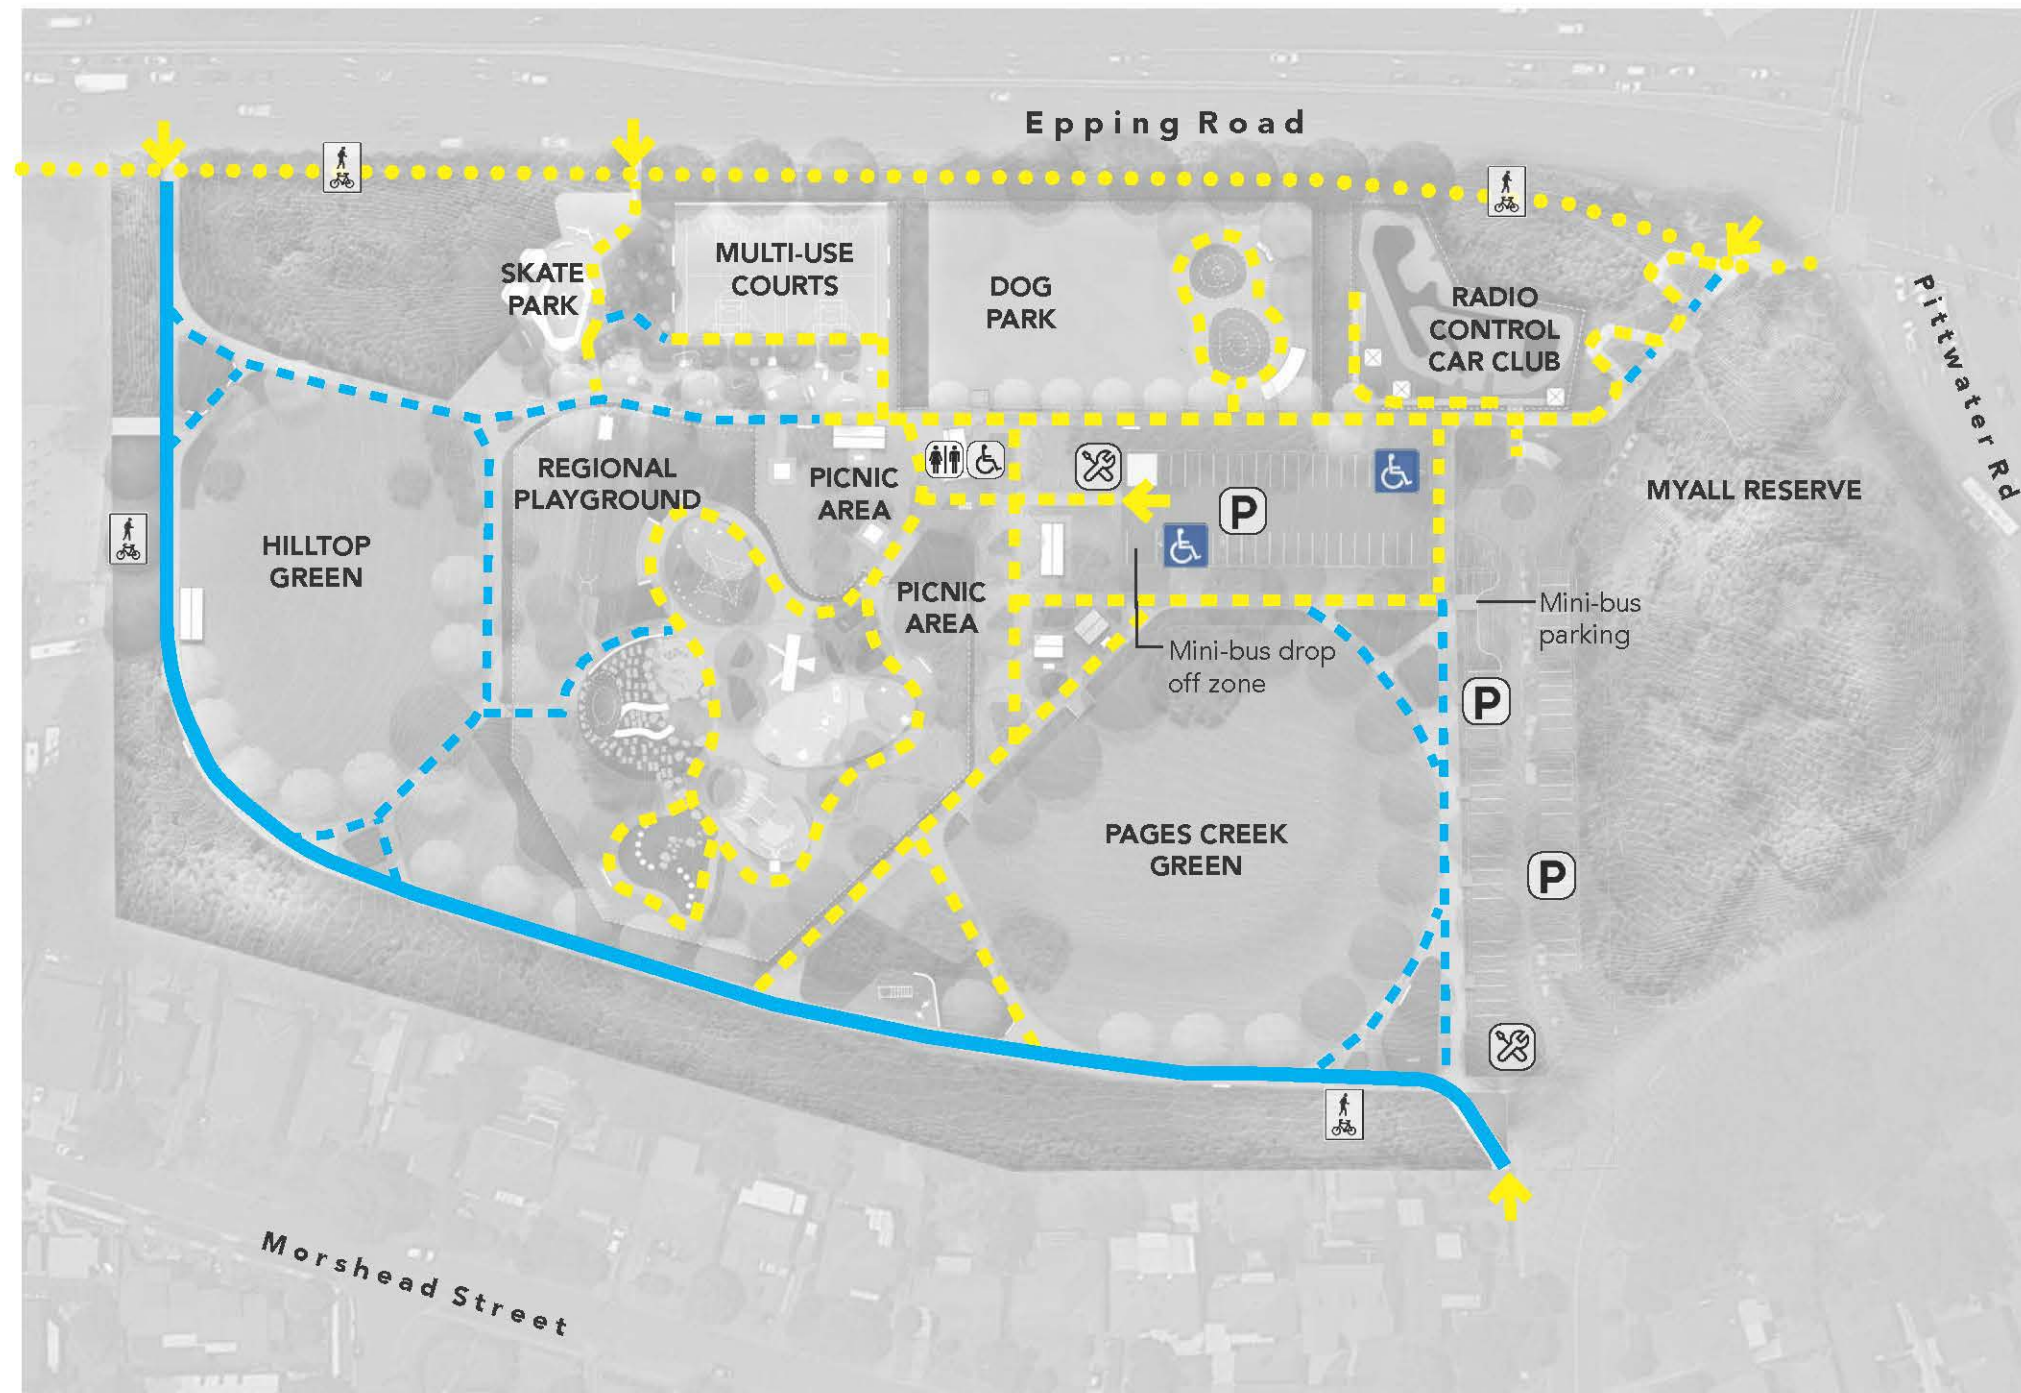 Epping Road
SKATE
PARK
MULTI-USE
COURTS
DOG
PARK
RADIO
CONTROL
CAR CLUB
Pittwater Rd
HILLTOP
GREEN
REGIONAL
PLAYGROUND
PICNIC
AREA
PICNIC
AREA
P
MYALL RESERVE
Mini-bus
parking
Mini-bus drop
off zone
P
PAGES CREEK
GREEN
P
Morshead Street